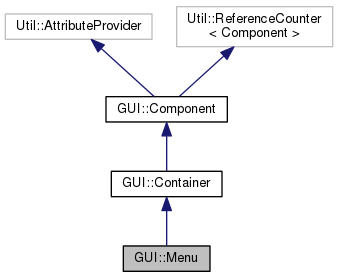 Util::AttributeProvider
Util::ReferenceCounter
< Component >
GUI::Component
GUI::Container
GUI::Menu